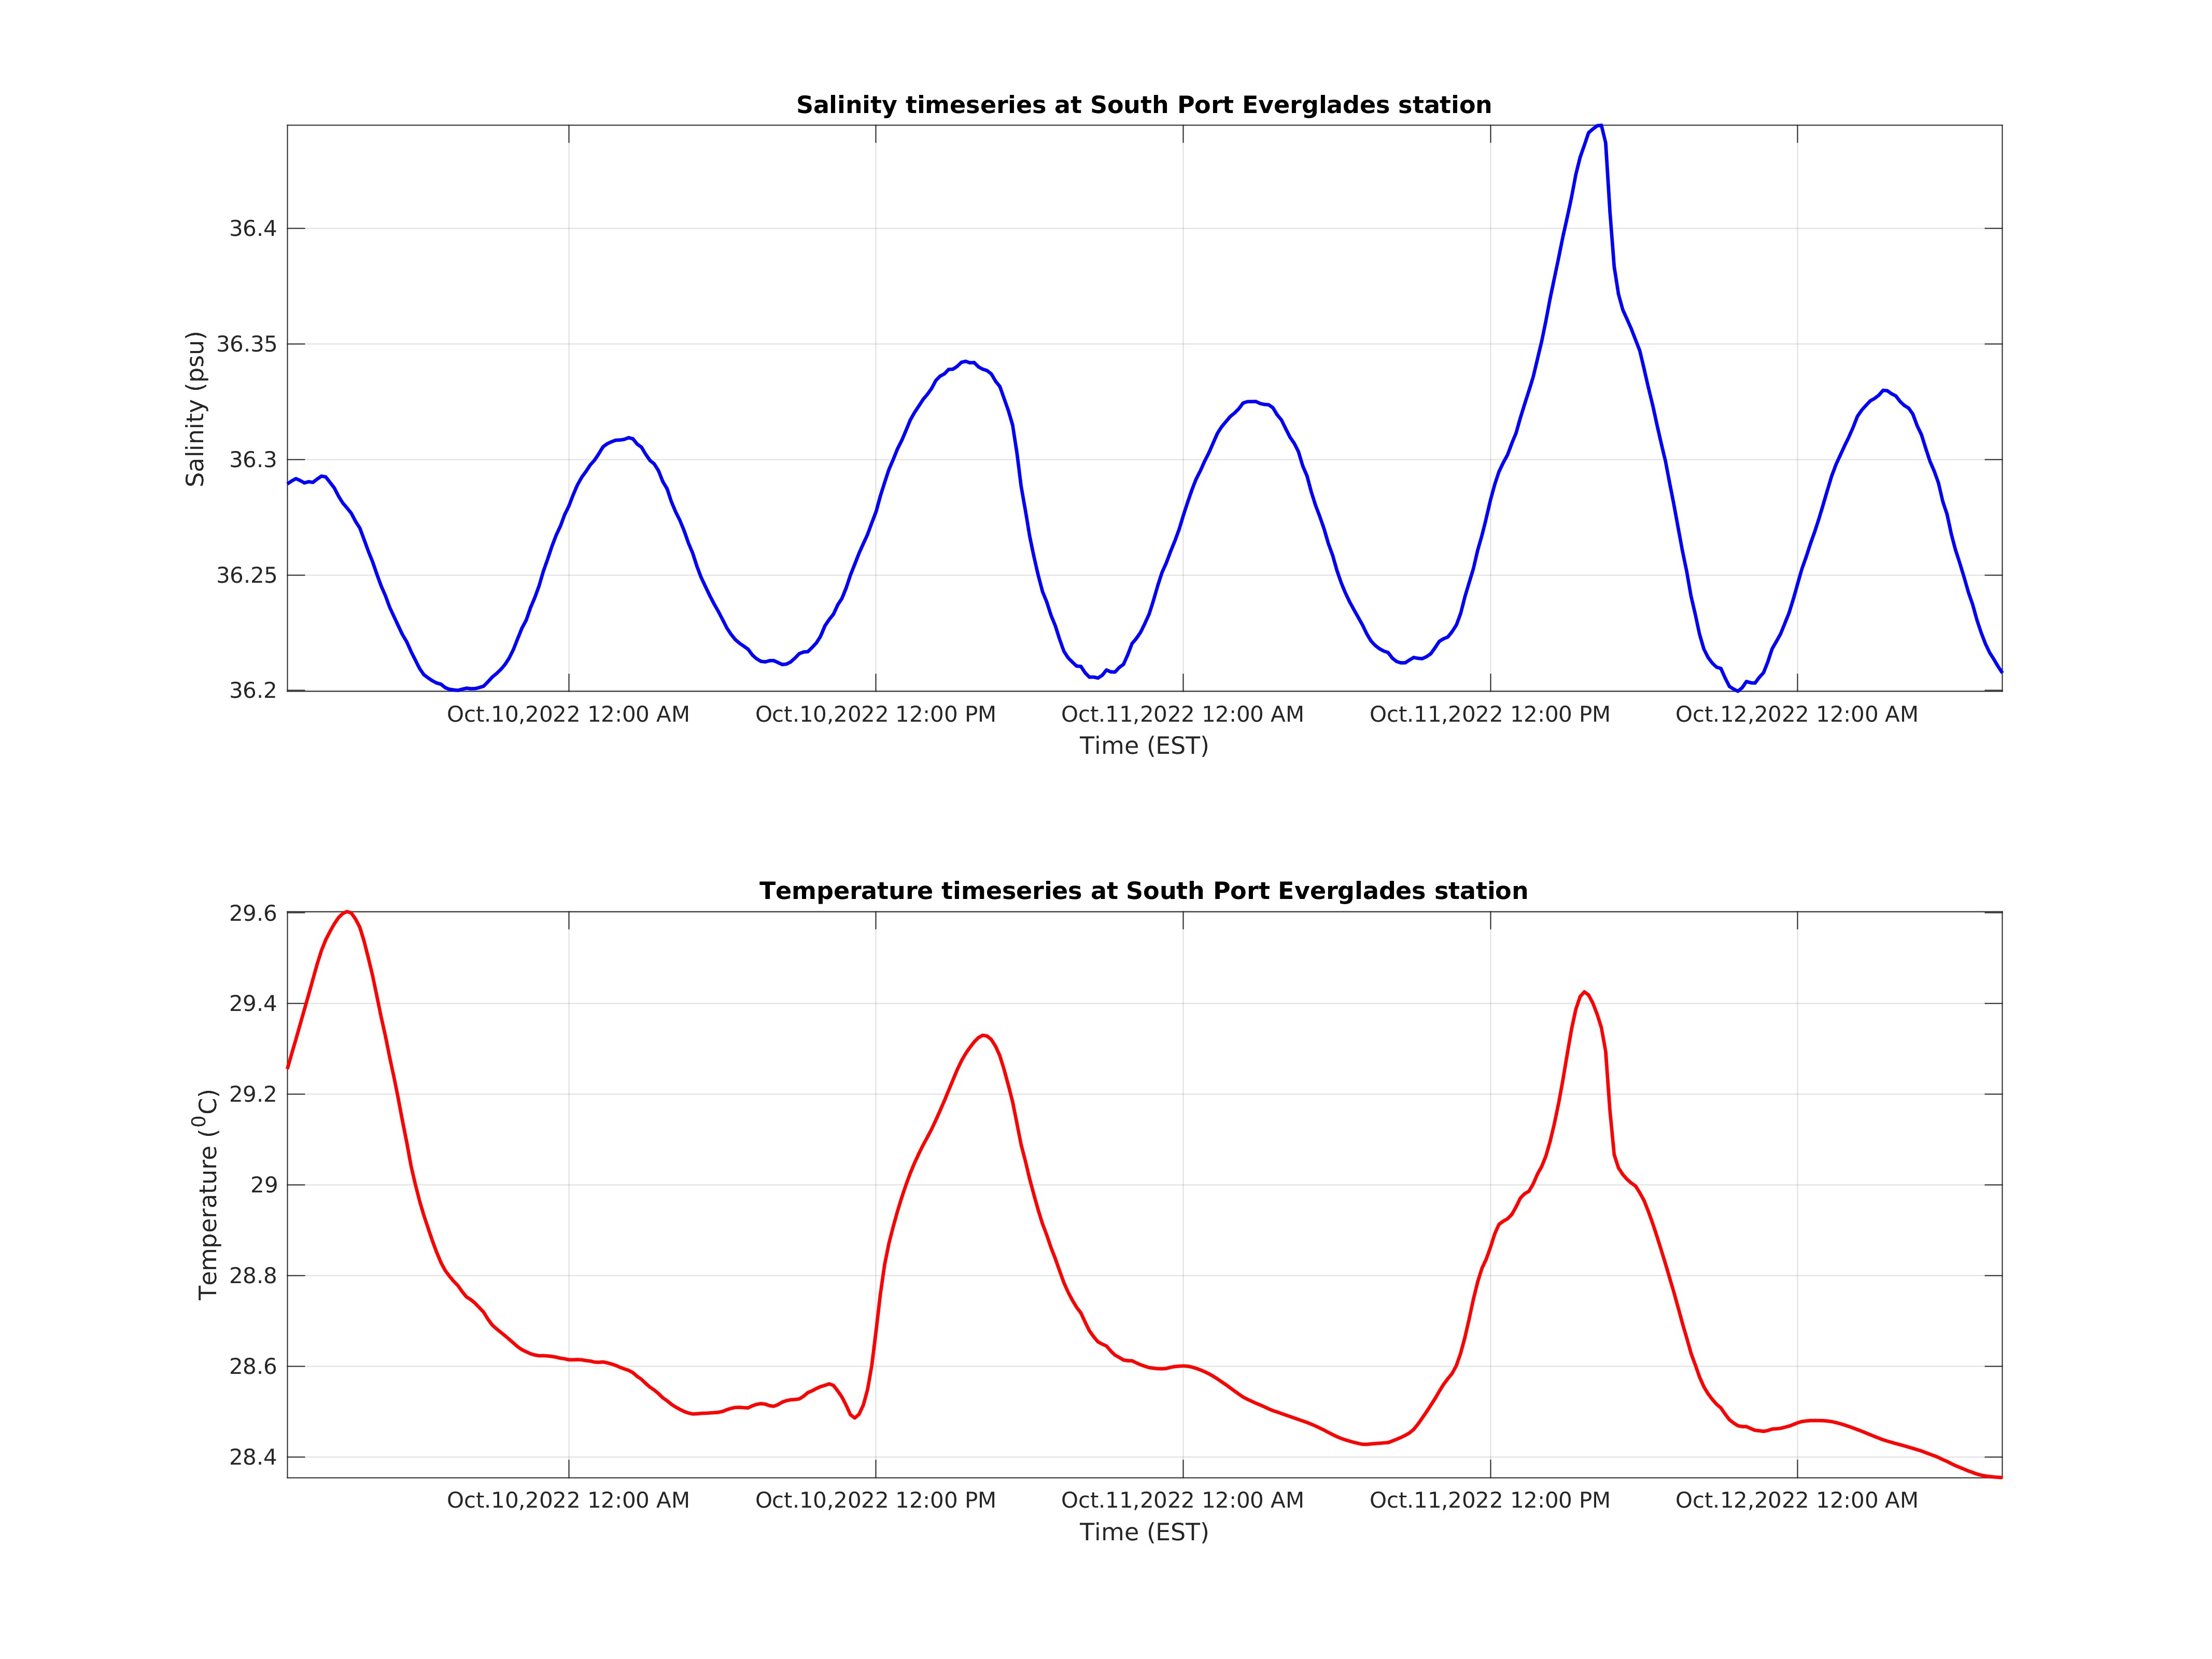 Salinity timeseries at South Port Everglades station
Salinity (psu)
36.4
36.35
36.3
36.25
36.2
Oct.10,2022 12:00 AM Oct.10,2022 12:00 PM Oct.11,2022 12:00 AM Oct.11,2022 12:00 PM Oct.12,2022 12:00 AM
Time (EST)
Temperature timeseries at South Port Everglades station
Temperature (⁰C)
29.6
29.4
29.2
29
28.8
28.6
28.4
Oct.10,2022 12:00 AM Oct.10,2022 12:00 PM Oct.11,2022 12:00 AM Oct.11,2022 12:00 PM Oct.12,2022 12:00 AM
Time (EST)